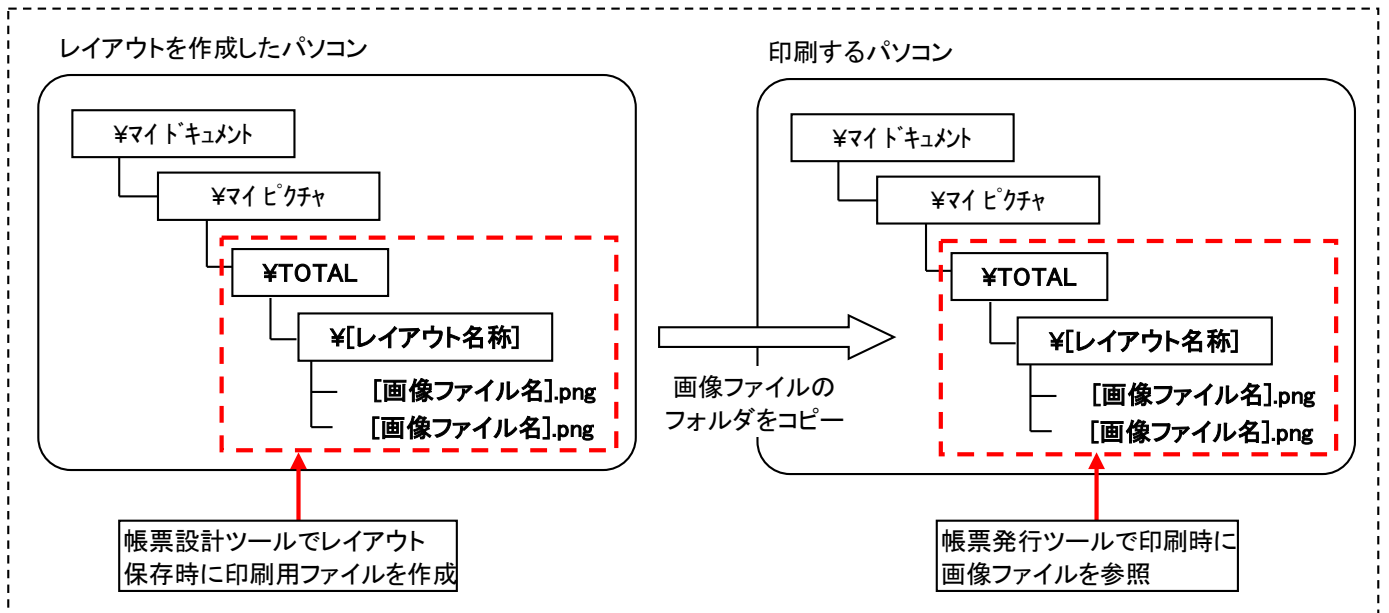 レイアウトを作成したパソコン
¥マイドキュメント
¥マイピクチャ
¥TOTAL
¥[レイアウト名称]
[画像ファイル名].png
[画像ファイル名].png
帳票設計ツールでレイアウト
保存時に印刷用ファイルを作成
画像ファイルの
フォルダをコピー
印刷するパソコン
¥マイドキュメント
¥マイピクチャ
¥TOTAL
¥[レイアウト名称]
[画像ファイル名].png
[画像ファイル名].png
帳票発行ツールで印刷時に
画像ファイルを参照